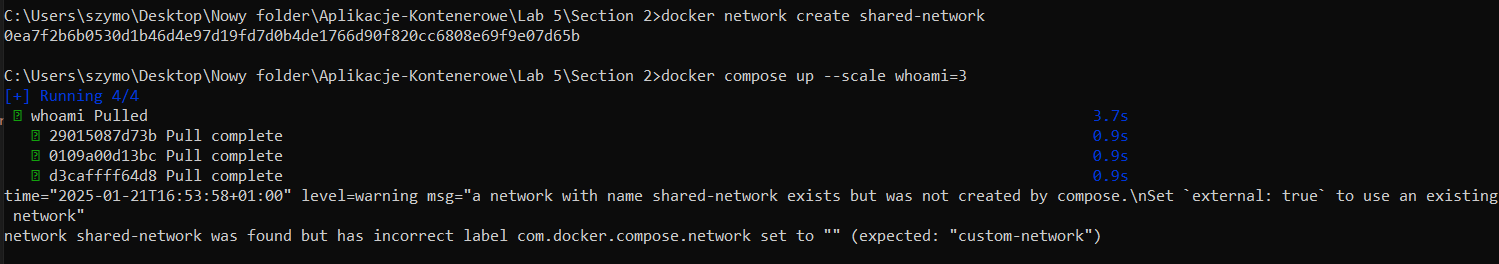 C:\Users\szymo\Desktop\Nowy folder\Aplikacje-Kontenerowe\Lab 5\Section 2>docker network create shared-network
0ea7f2b6b0530d1b46d4e97d19fd7d0b4de1766d90f820cc6808e69f9e07d65b
C:\Users\szymo\Desktop\Nowy folder\Aplikacje-Kontenerowe\Lab 5\Section 2>docker compose up --scale whoami=3
[+] Running 4/4
whoami Pulled 3.7s
29015087d73b Pull complete 0.9s
0109a00d13bc Pull complete 0.9s
d3caffff64d8 Pull complete 0.9s
time="2025-01-21T16:53:58+01:00" level=warning msg="a network with name shared-network exists but was not created by compose.\nSet `external: true` to use an existing
network"
network shared-network was found but has incorrect label com.docker.compose.network set to "" (expected: "custom-network")